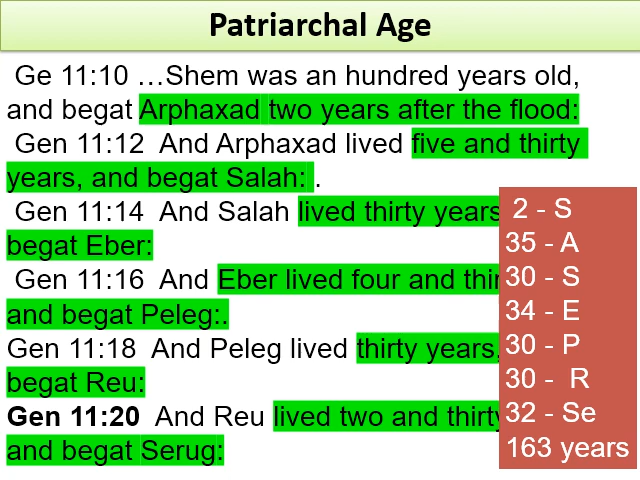 Patriarchal Age
Ge 11:10 …Shem was an hundred years old,
and begat Arphaxad two years after the flood:
Gen 11:12 And Arphaxad lived five and thirty
years, and begat Salah: .
Gen 11:14 And Salah lived thirty years
begat Eber:
Gen 11:16 And Eber lived four and
and begat Peleg:.
Gen 11:18 And Peleg lived thirty years,
begat Reu:
Gen 11:20 And Reu lived two and thirty
and begat Serug:
2 - S
35 - A
30 - S
34 - E
30 - P
30 - R
32 - Se
163 years